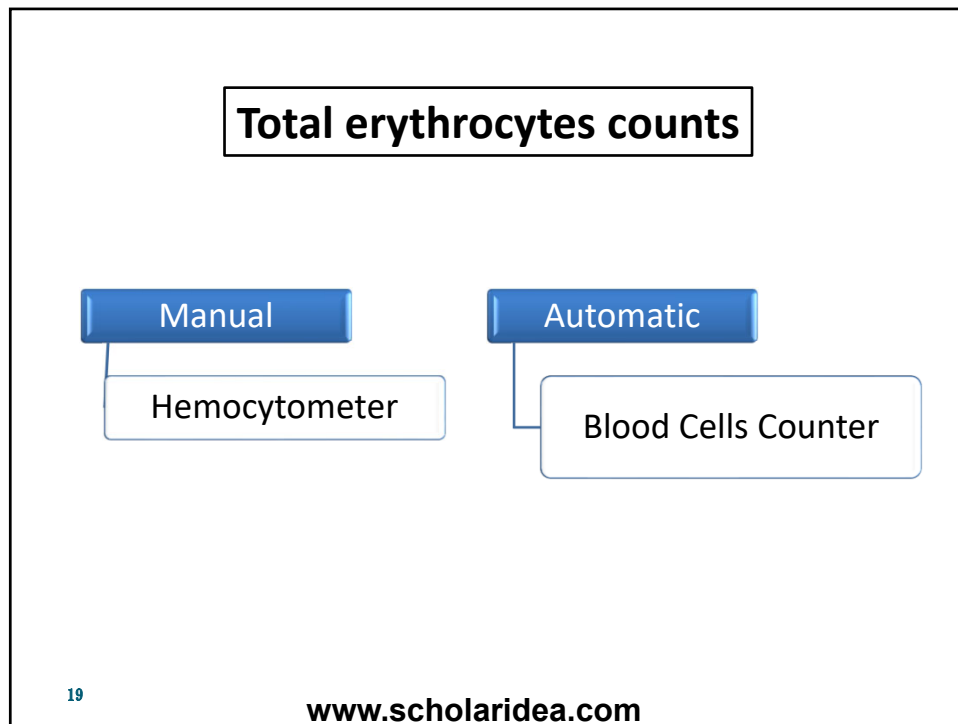 Total erythrocytes counts
Manual
Hemocytometer
Automatic
Blood Cells Counter
19
www.scholaridea.com